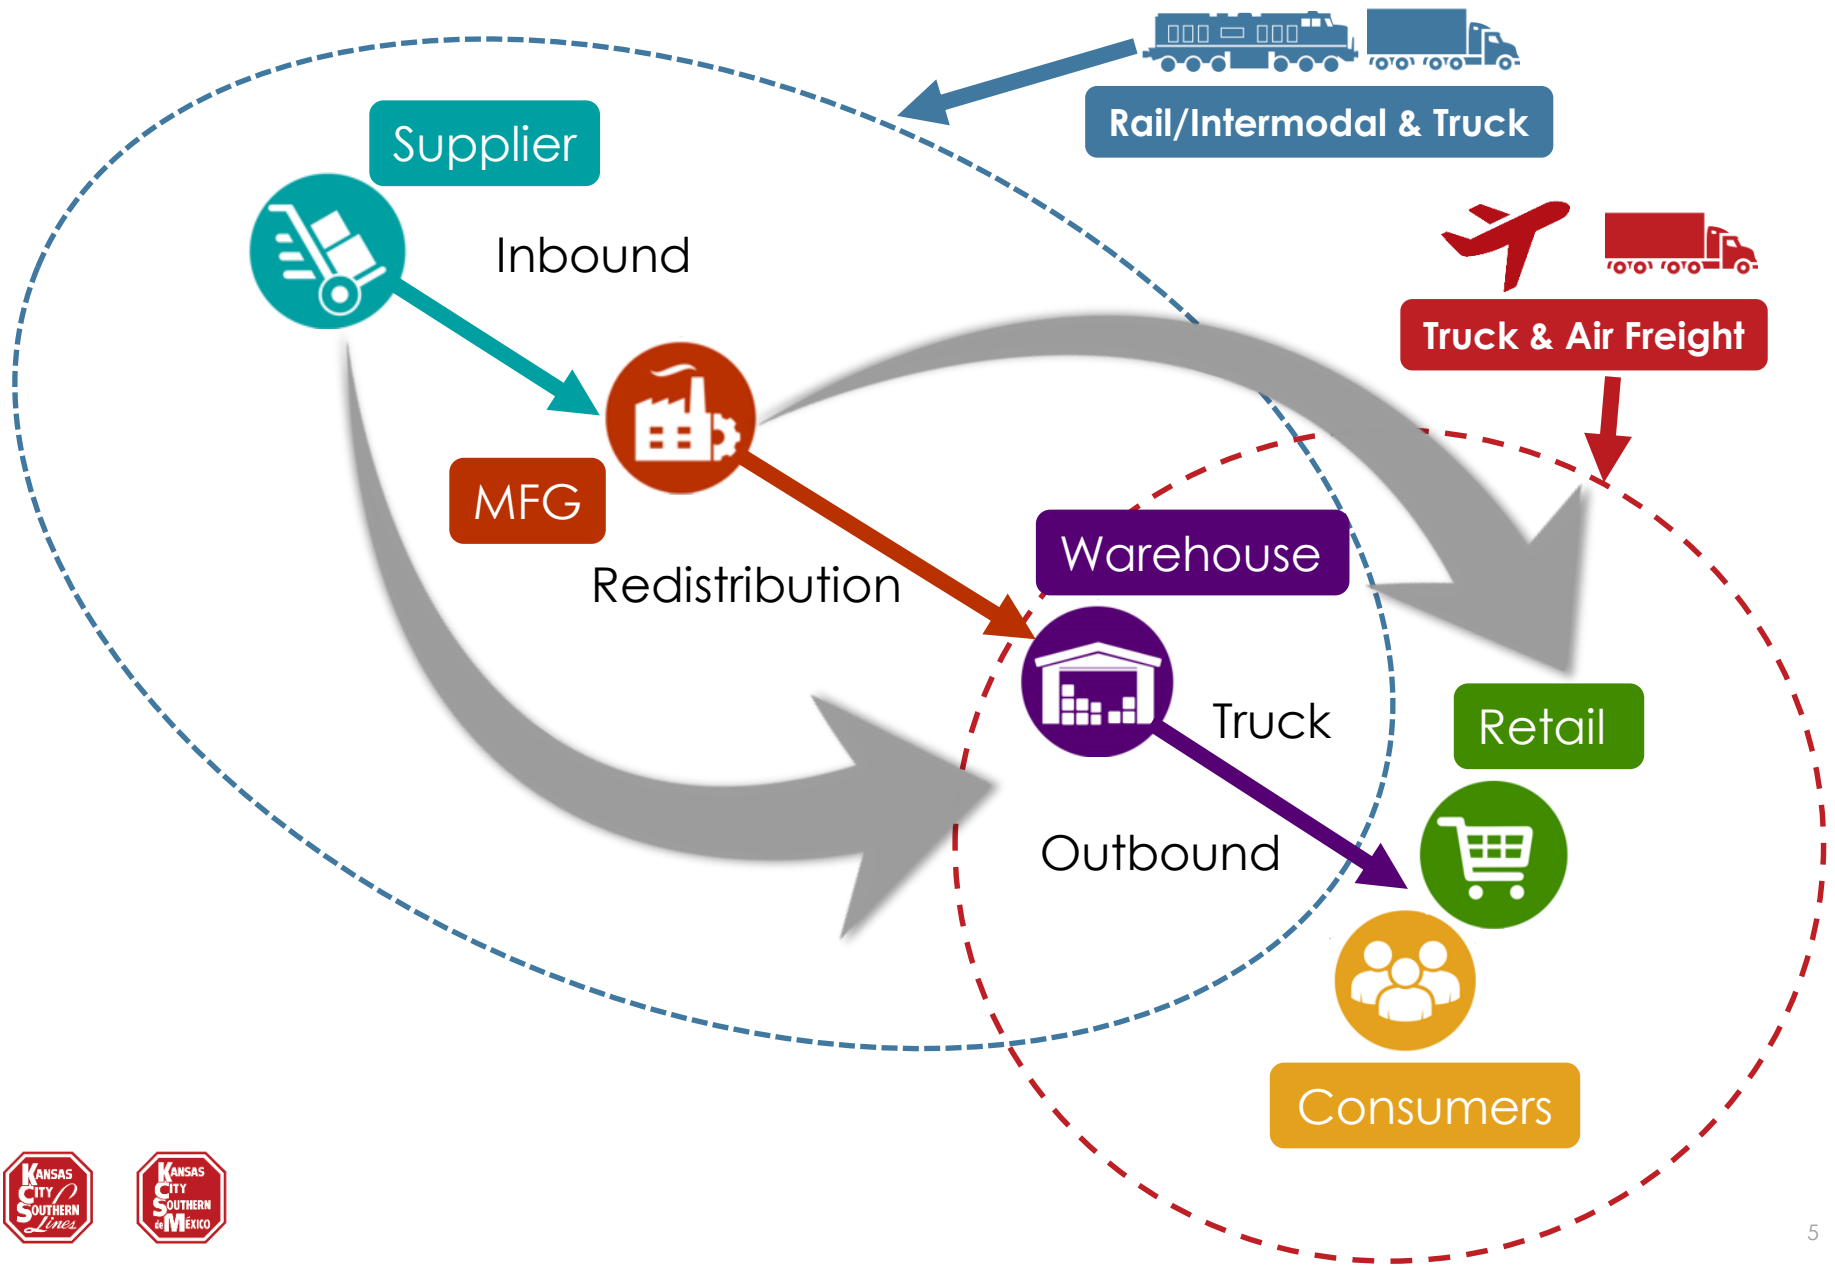 Rail/Intermodal & Truck
Supplier
Inbound
Truck & Air Freight
MFG
Redistribution
Warehouse
Truck
Retail
Outbound
Consumers
KANSAS
CITY
SOUTHERN
Lines
KANSAS
CITY
SOUTHERN
de MÉXICO
5